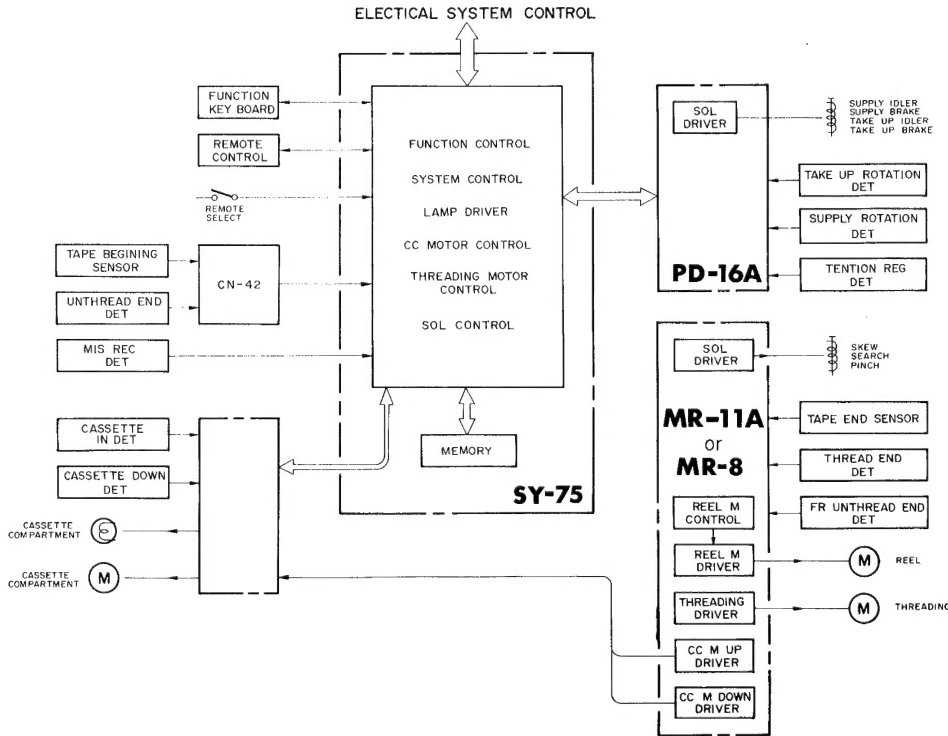 ELECTICAL SYSTEM CONTROL
FUNCTION
KEY BOARD
REMOTE
CONTROL
REMOTE
SELECT
TAPE BEGINING
SENSOR
UNTHREAD END
DET
CN-42
MIS REC
DET
CASSETTE
IN DET
CASSETTE DOWN
DET
CASSETTE
COMPARTMENT
CASSETTE
COMPARTMENT
M
FUNCTION CONTROL
SYSTEM CONTROL
LAMP DRIVER
CC MOTOR CONTROL
THREADING MOTOR
CONTROL
SOL CONTROL
MEMORY
SY-75
SOL
DRIVER
SUPPLY IDLER
SUPPLY BRAKE
TAKE UP IDLER
TAKE UP BRAKE
TAKE UP ROTATION
DET
SUPPLY ROTATION
DET
TENTION REG
DET
PD-16A
SOL
DRIVER
SKEW
SEARCH
PINCH
MR-11A
or
MR-8
TAPE END SENSOR
THREAD END
DET
FR UNTHREAD END
DET
REEL M
CONTROL
REEL M
DRIVER
M
REEL
THREADING
DRIVER
M
THREADING
CC M UP
DRIVER
CC M DOWN
DRIVER